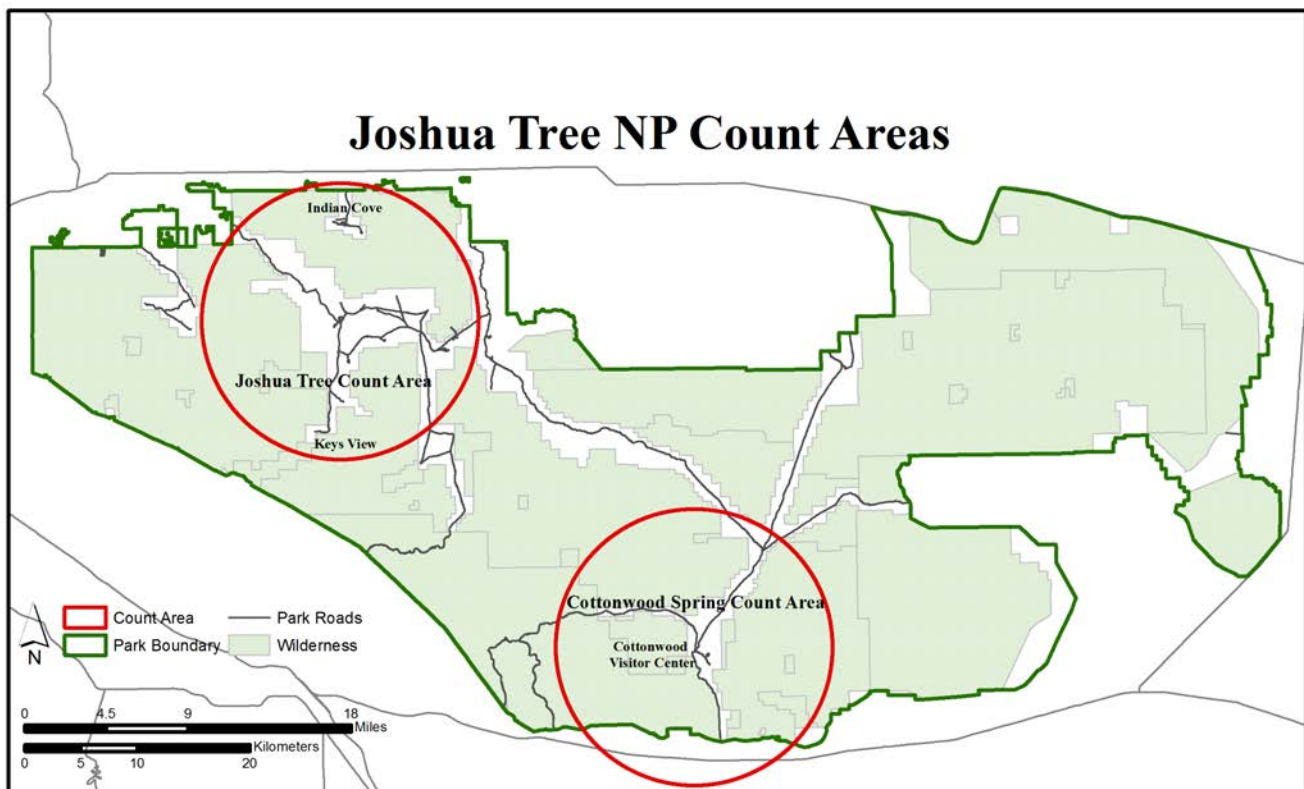 Joshua Tree NP Count Areas
Indian Cove
Joshua Tree Count Area
Keys View
Cottonwood Spring Count Area
Cottonwood
Visitor Center
Count Area
Park Roads
Park Boundary
Wilderness
N
0 4.5 9 18
Miles
Kilometers
0 5 10 20